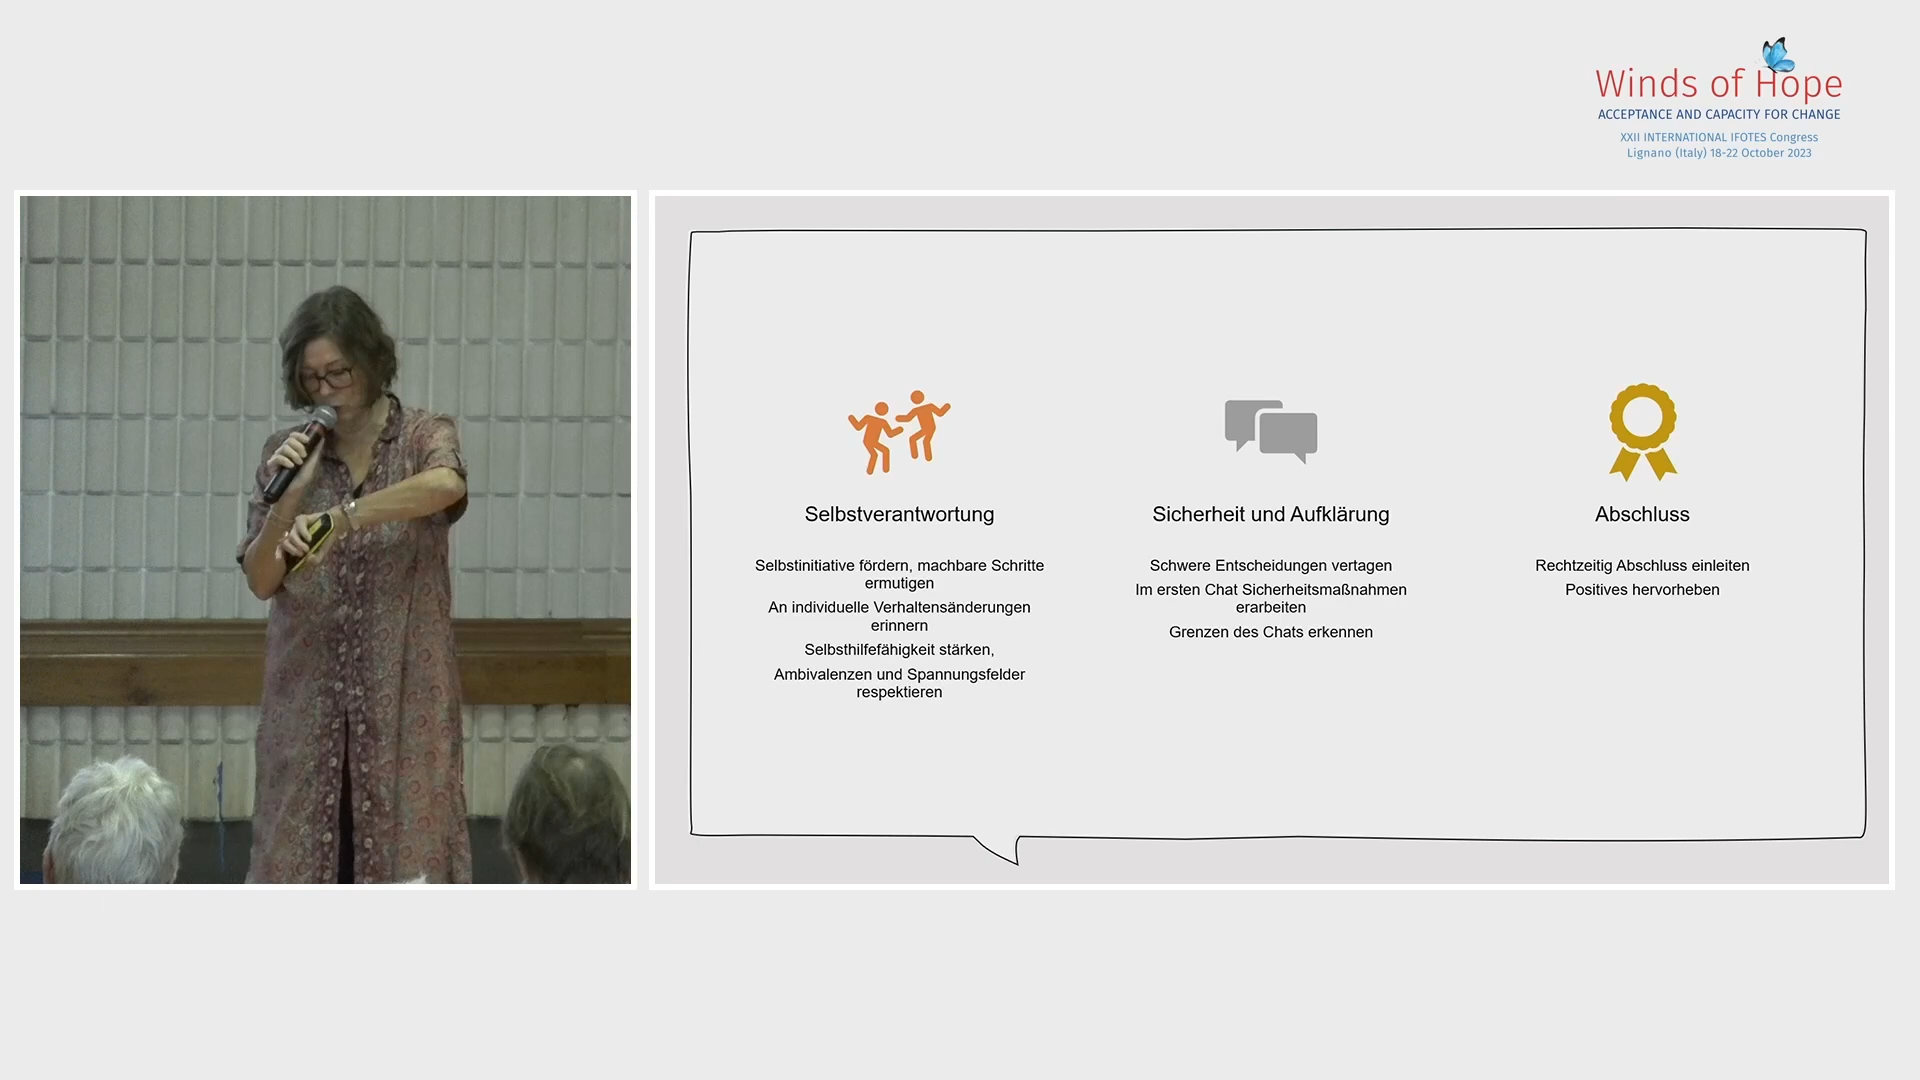 Winds of Hope
ACCEPTANCE AND CAPACITY FOR CHANGE
XXII INTERNATIONAL IFOTES Congress
Lignano (Italy) 18-22 October 2023
Selbstverantwortung
Selbstinitiative fördern, machbare Schritte
ermutigen
An individuelle Verhaltensänderungen
erinnern
Selbsthilfefähigkeit stärken,
Ambivalenzen und Spannungsfelder
respektieren
Sicherheit und Aufklärung
Schwere Entscheidungen vertagen
Im ersten Chat Sicherheitsmaßnahmen
erarbeiten
Grenzen des Chats erkennen
Abschluss
Rechtzeitig Abschluss einleiten
Positives hervorheben